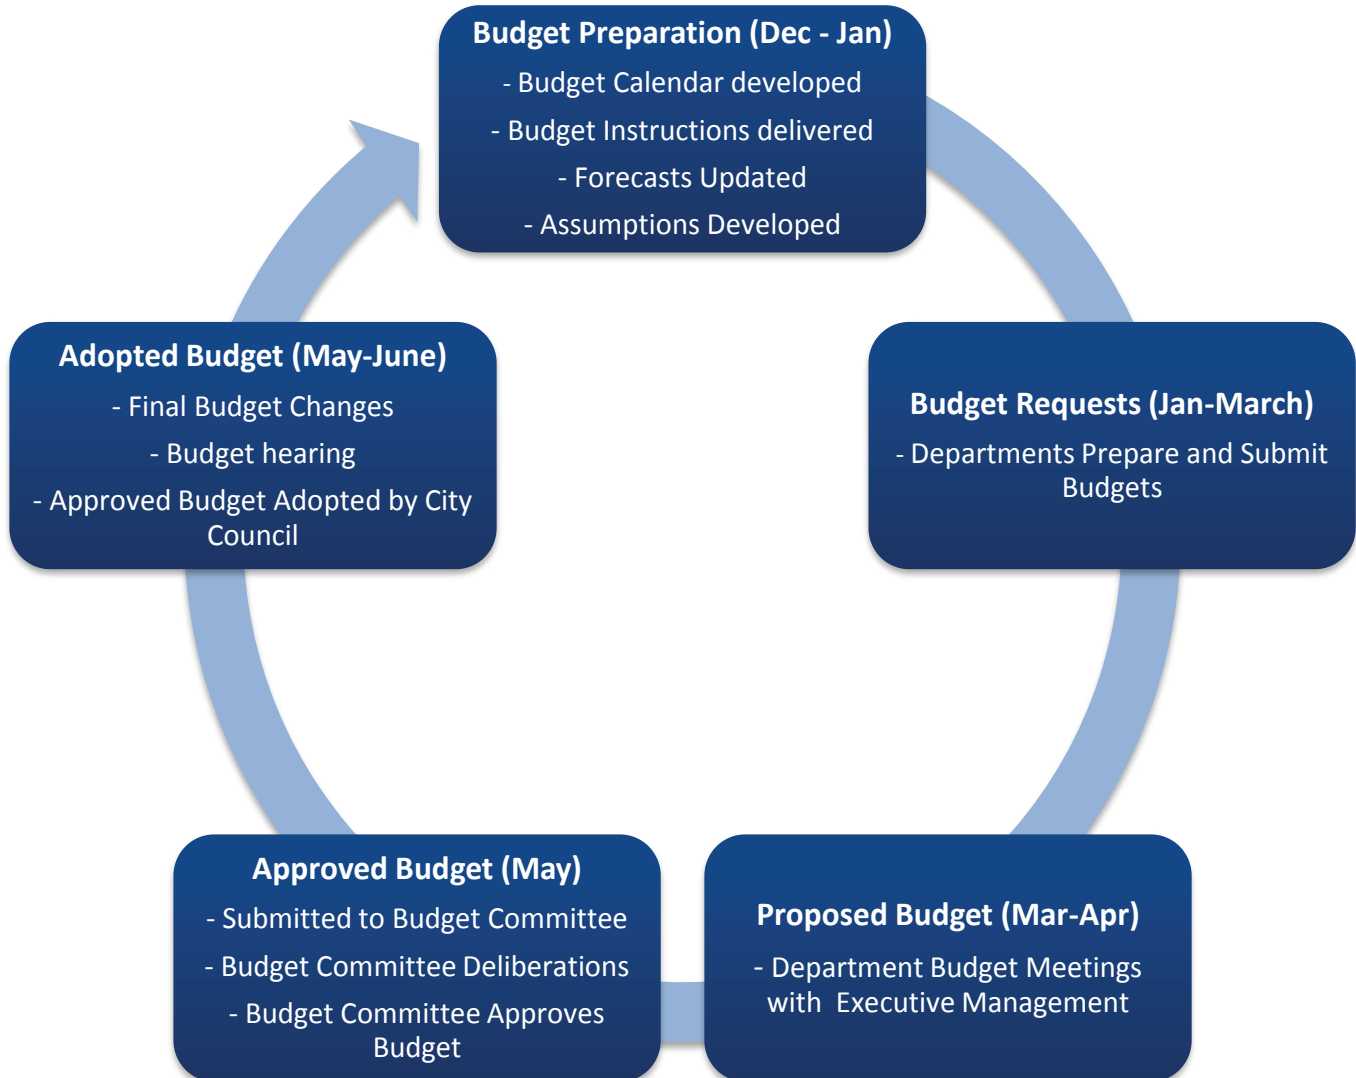 Budget Preparation (Dec - Jan)
- Budget Calendar developed
- Budget Instructions delivered
- Forecasts Updated
- Assumptions Developed
Budget Requests (Jan-March)
- Departments Prepare and Submit
Budgets
Proposed Budget (Mar-Apr)
- Department Budget Meetings
with Executive Management
Approved Budget (May)
- Submitted to Budget Committee
- Budget Committee Deliberations
- Budget Committee Approves
Budget
Adopted Budget (May-June)
- Final Budget Changes
- Budget hearing
- Approved Budget Adopted by City
Council